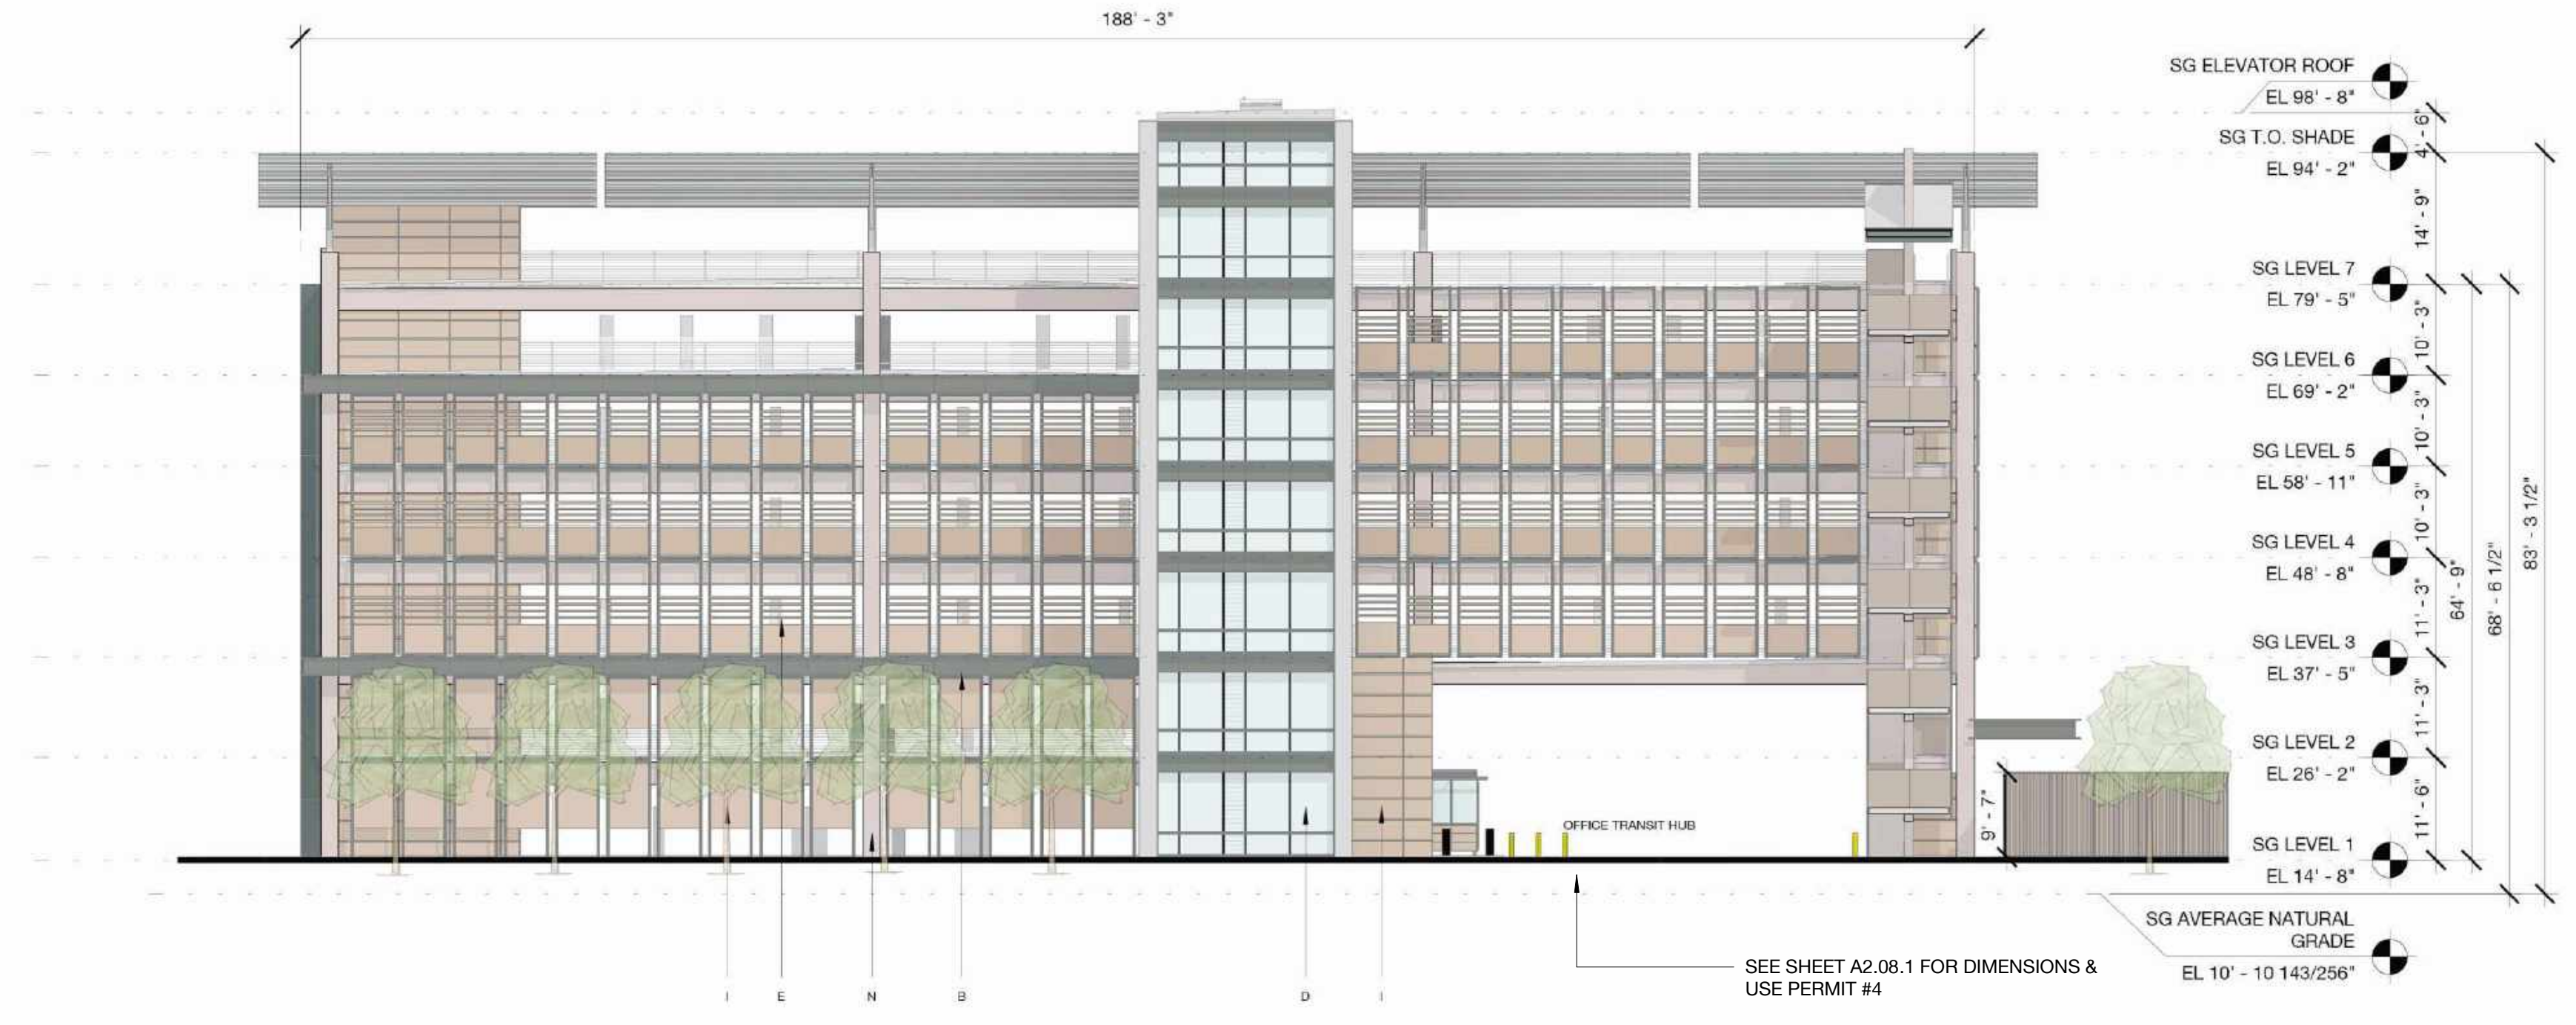 188' - 3"
SG ELEVATOR ROOF
EL 98' - 8"
4' - 6"
SG T.O. SHADE
EL 94' - 2"
14' - 9"
SG LEVEL 7
EL 79' - 5"
10' - 3"
SG LEVEL 6
EL 69' - 2"
10' - 3"
SG LEVEL 5
EL 58' - 11"
10' - 3"
SG LEVEL 4
EL 48' - 8"
11' - 3"
64' - 9"
68' - 6 1/2"
83' - 3 1/2"
SG LEVEL 3
EL 37' - 5"
11' - 3"
SG LEVEL 2
EL 26' - 2"
11' - 6"
9' - 7"
OFFICE TRANSIT HUB
SG LEVEL 1
EL 14' - 8"
SG AVERAGE NATURAL
GRADE
EL 10' - 10 143/256"
SEE SHEET A2.08.1 FOR DIMENSIONS &
USE PERMIT #4
I E N B D I